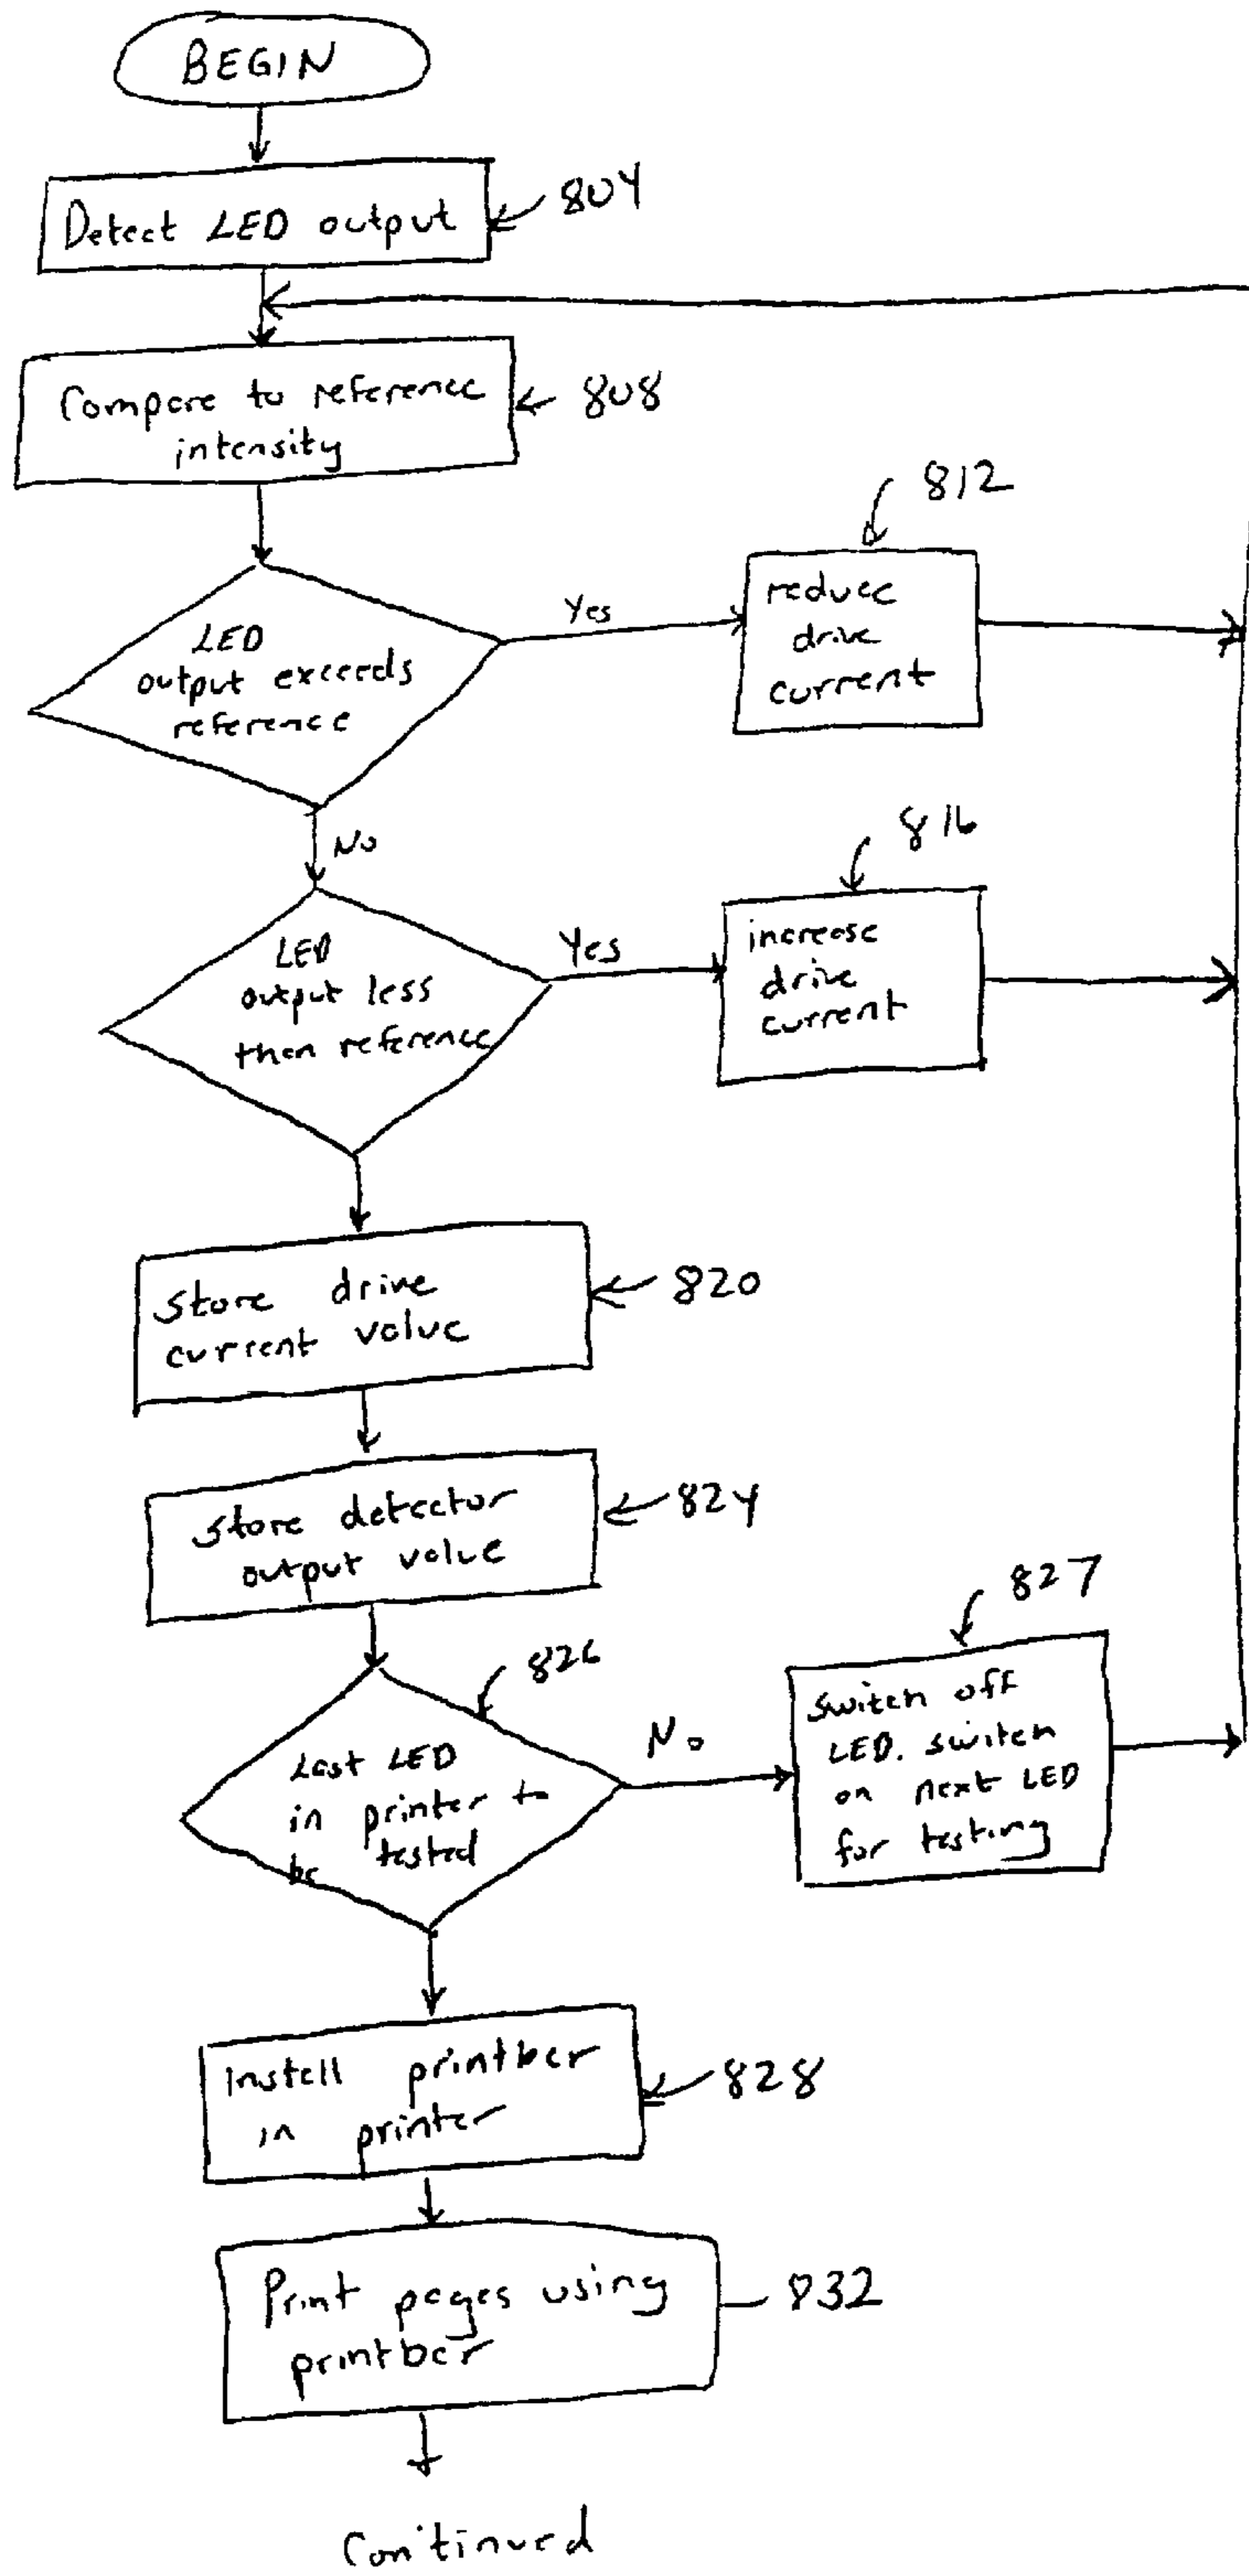 BEGIN
Detect LED output
804
Compare to reference
intensity
808
812
reduce
drive
current
LED
output exceeds
reference
Yes
No
816
increase
drive
current
LED
output less
than reference
Yes
Store drive
current value
820
Store detector
output value
824
826
Last LED
in printer to
be tested
No
827
Switch off
LED. switch
on next LED
for testing
install printbar
in printer
828
Print pages using
printbar
832
Continued